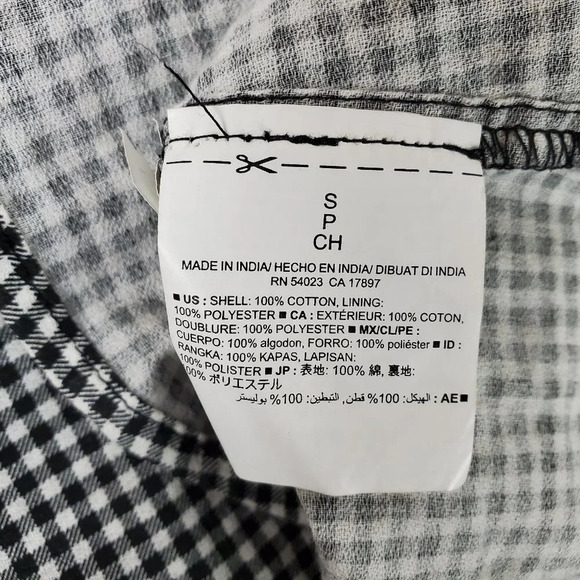 S
P
CH
MADE IN INDIA/ HECHO EN INDIA/ DIBUAT DI INDIA
RN 54023 CA 17897
■ US : SHELL: 100% COTTON, LINING:
100% POLYESTER ■ CA : EXTÉRIEUR: 100% COTON,
DOUBLURE: 100% POLYESTER ■ MX/CL/PE :
CUERPO: 100% algodon, FORRO: 100% poliéster ■ ID :
RANGKA: 100% KAPAS, LAPISAN:
100% POLISTER ■ JP : 表地: 100% 綿, 裏地:
100% ポリエステル
■ AE : الهيكل: 100% قطن, التبطين: 100% بوليستر